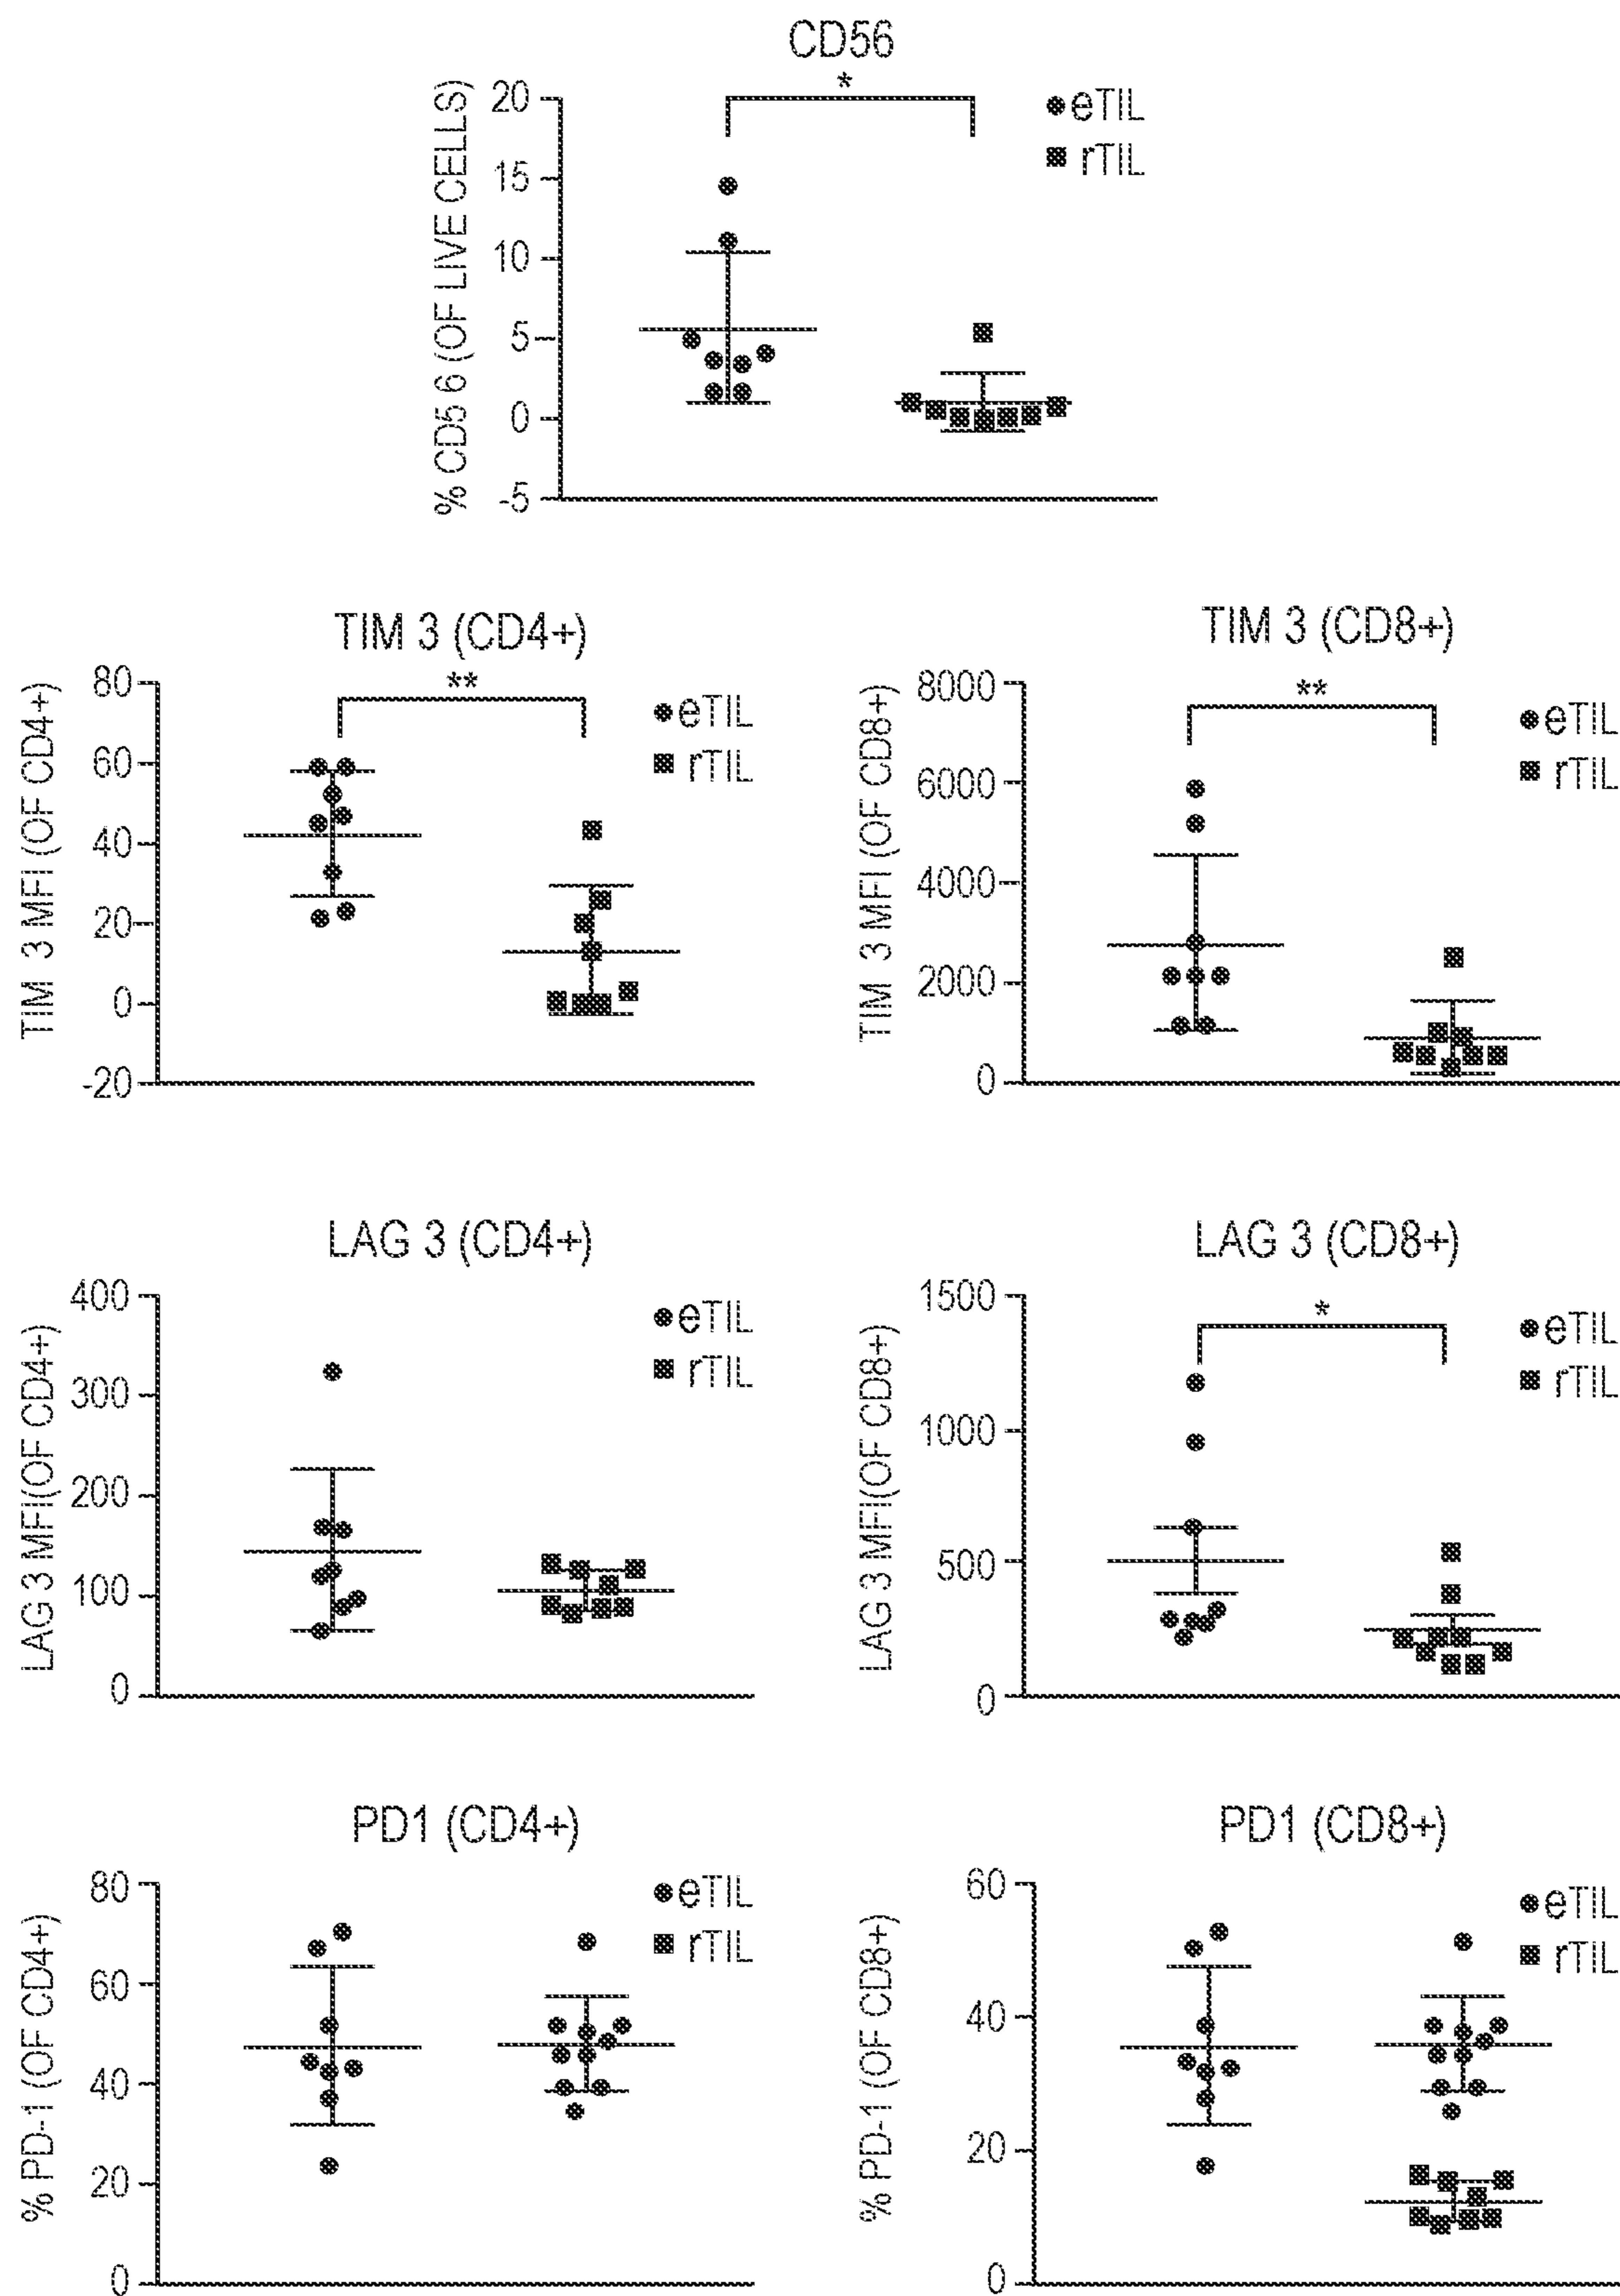 CD56
*
% CD5 6 (OF LIVE CELLS)
20
15
10
5
0
-5
eTIL
rTIL
TIM 3 (CD4+)
**
TIM 3 MFI (OF CD4+)
80
60
40
20
0
-20
eTIL
rTIL
TIM 3 (CD8+)
**
TIM 3 MFI (OF CD8+)
8000
6000
4000
2000
0
eTIL
rTIL
LAG 3 (CD4+)
LAG 3 MFI(OF CD4+)
400
300
200
100
0
eTIL
rTIL
LAG 3 (CD8+)
*
LAG 3 MFI(OF CD8+)
1500
1000
500
0
eTIL
rTIL
PD1 (CD4+)
% PD-1 (OF CD4+)
80
60
40
20
0
eTIL
rTIL
PD1 (CD8+)
% PD-1 (OF CD8+)
60
40
20
0
eTIL
rTIL